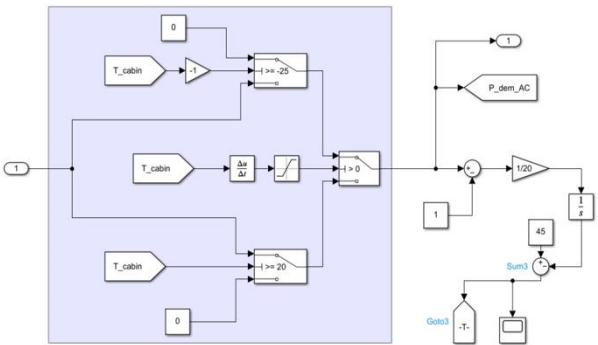 0
T_cabin
-1
>= -25
1
P_dem_AC
1
T_cabin
Δu
Δt
> 0
+
−
1/20
1
s
1
45
T_cabin
>= 20
Sum3
+
−
0
Goto3
-T-